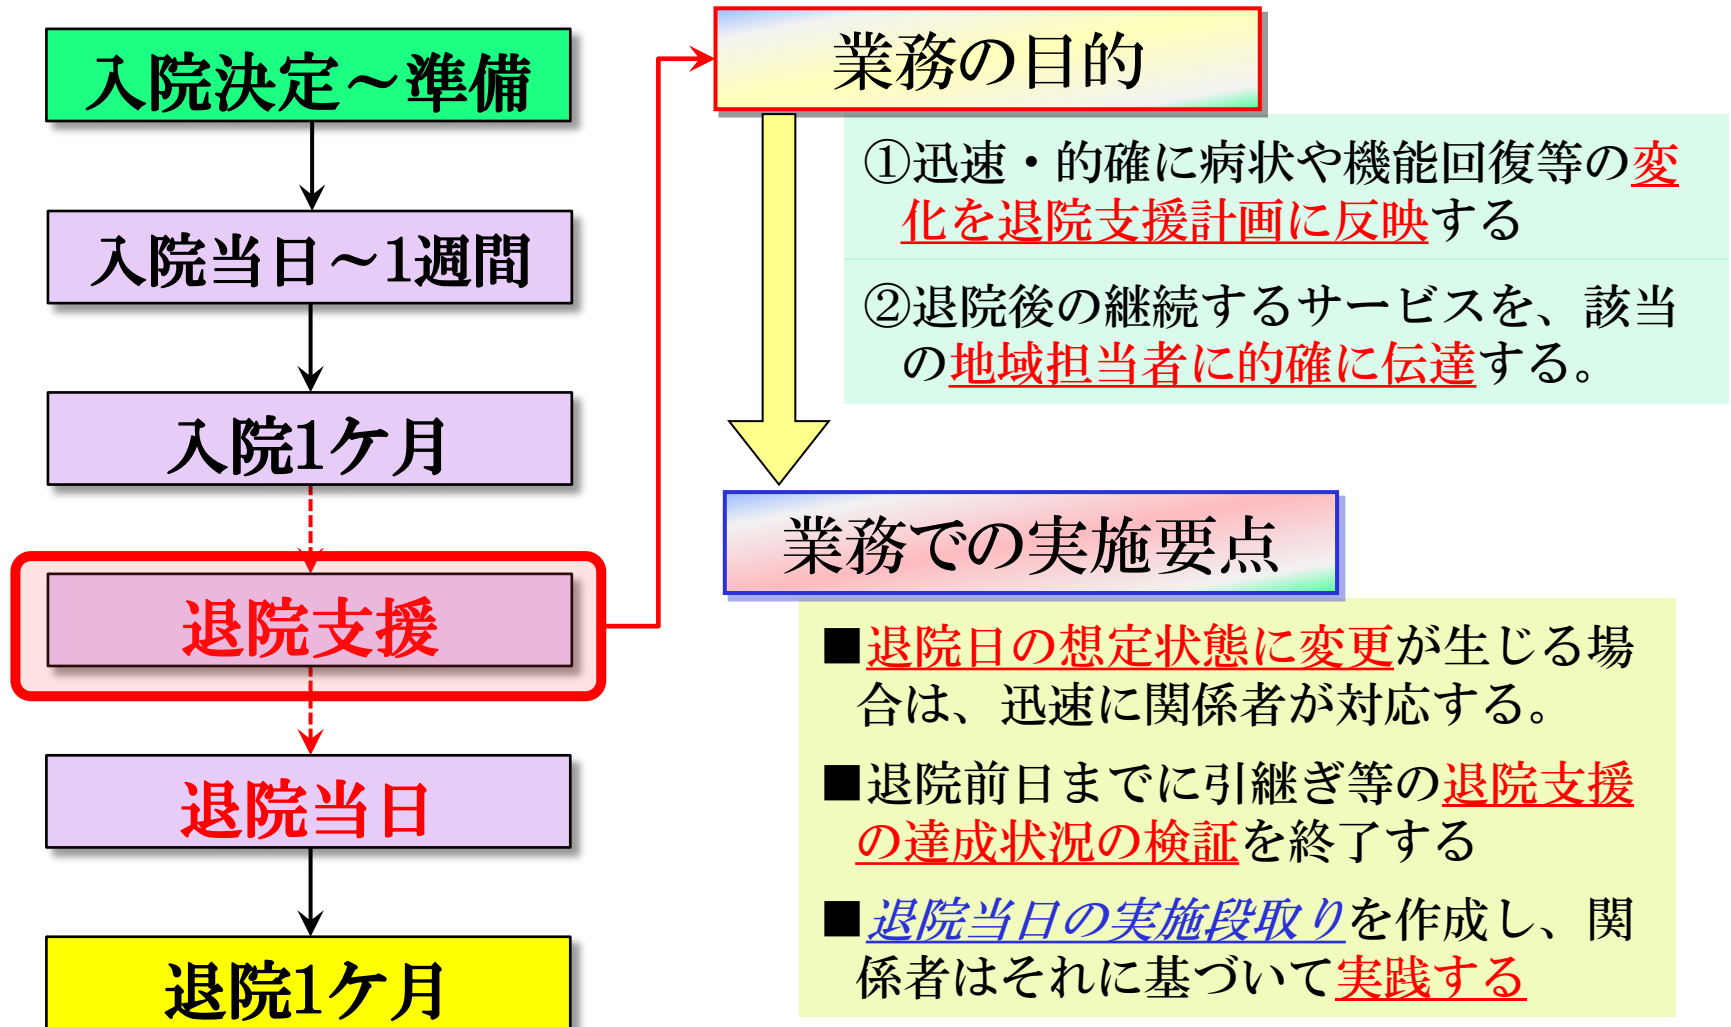 入院決定～準備
入院当日～1週間
入院1ケ月
退院支援
退院当日
退院1ケ月
業務の目的
①迅速・的確に病状や機能回復等の変
化を退院支援計画に反映する
②退院後の継続するサービスを、該当
の地域担当者に的確に伝達する。
業務での実施要点
■退院日の想定状態に変更が生じる場
合は、迅速に関係者が対応する。
■退院前日までに引継ぎ等の退院支援
の達成状況の検証を終了する
■退院当日の実施段取りを作成し、関
係者はそれに基づいて実践する